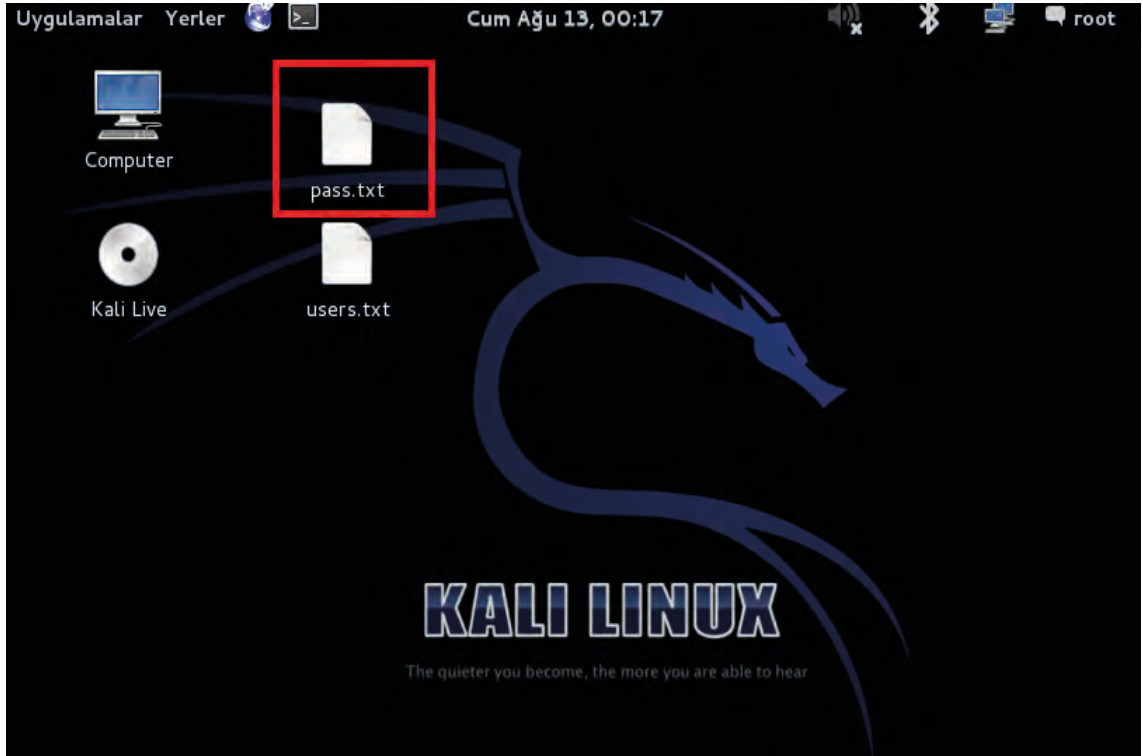 Uygulamalar Yerler Cum Ağu 13, 00:17 root
Computer
pass.txt
Kali Live
users.txt
KALI LINUX
The quieter you become, the more you are able to hear